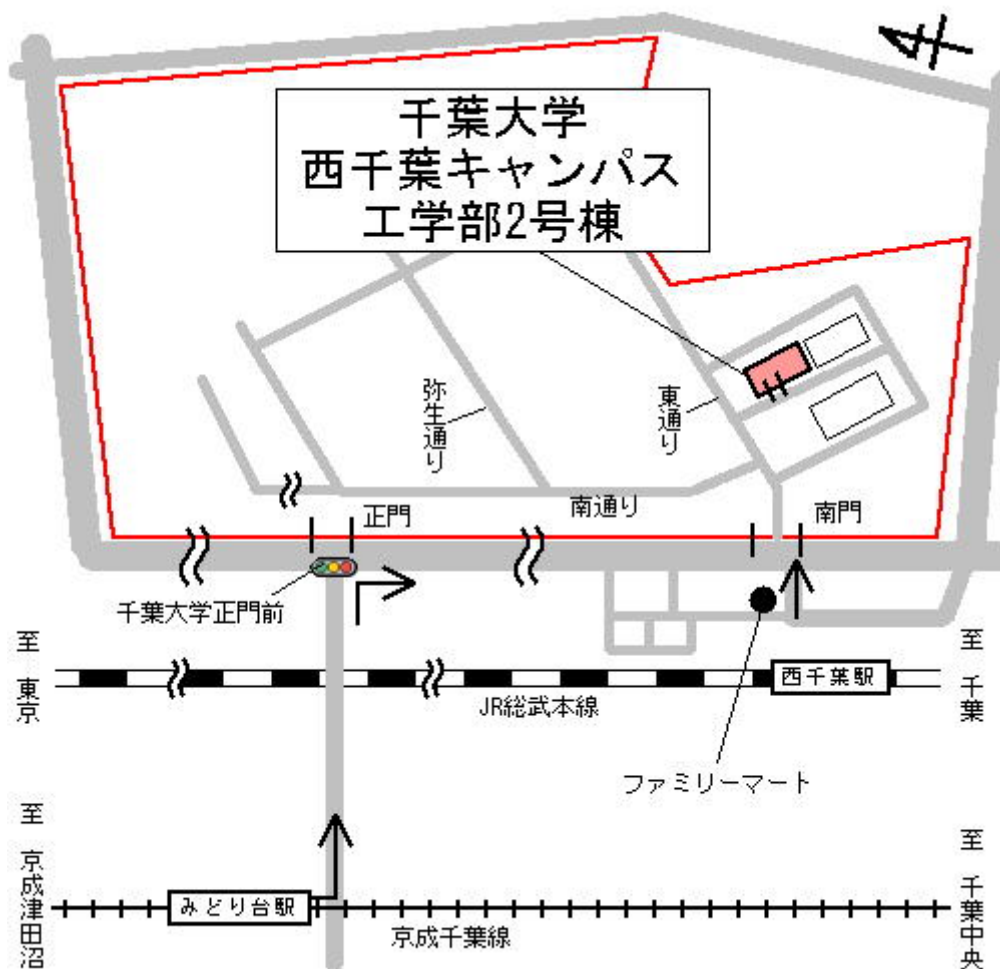 千葉大学
西千葉キャンパス
工学部2号棟
弥生通り
東通り
南通り
正門
南門
千葉大学正門前
至 東京
至 千葉
西千葉駅
JR総武本線
ファミリーマート
至 京成津田沼
至 千葉中央
みどり台駅
京成千葉線